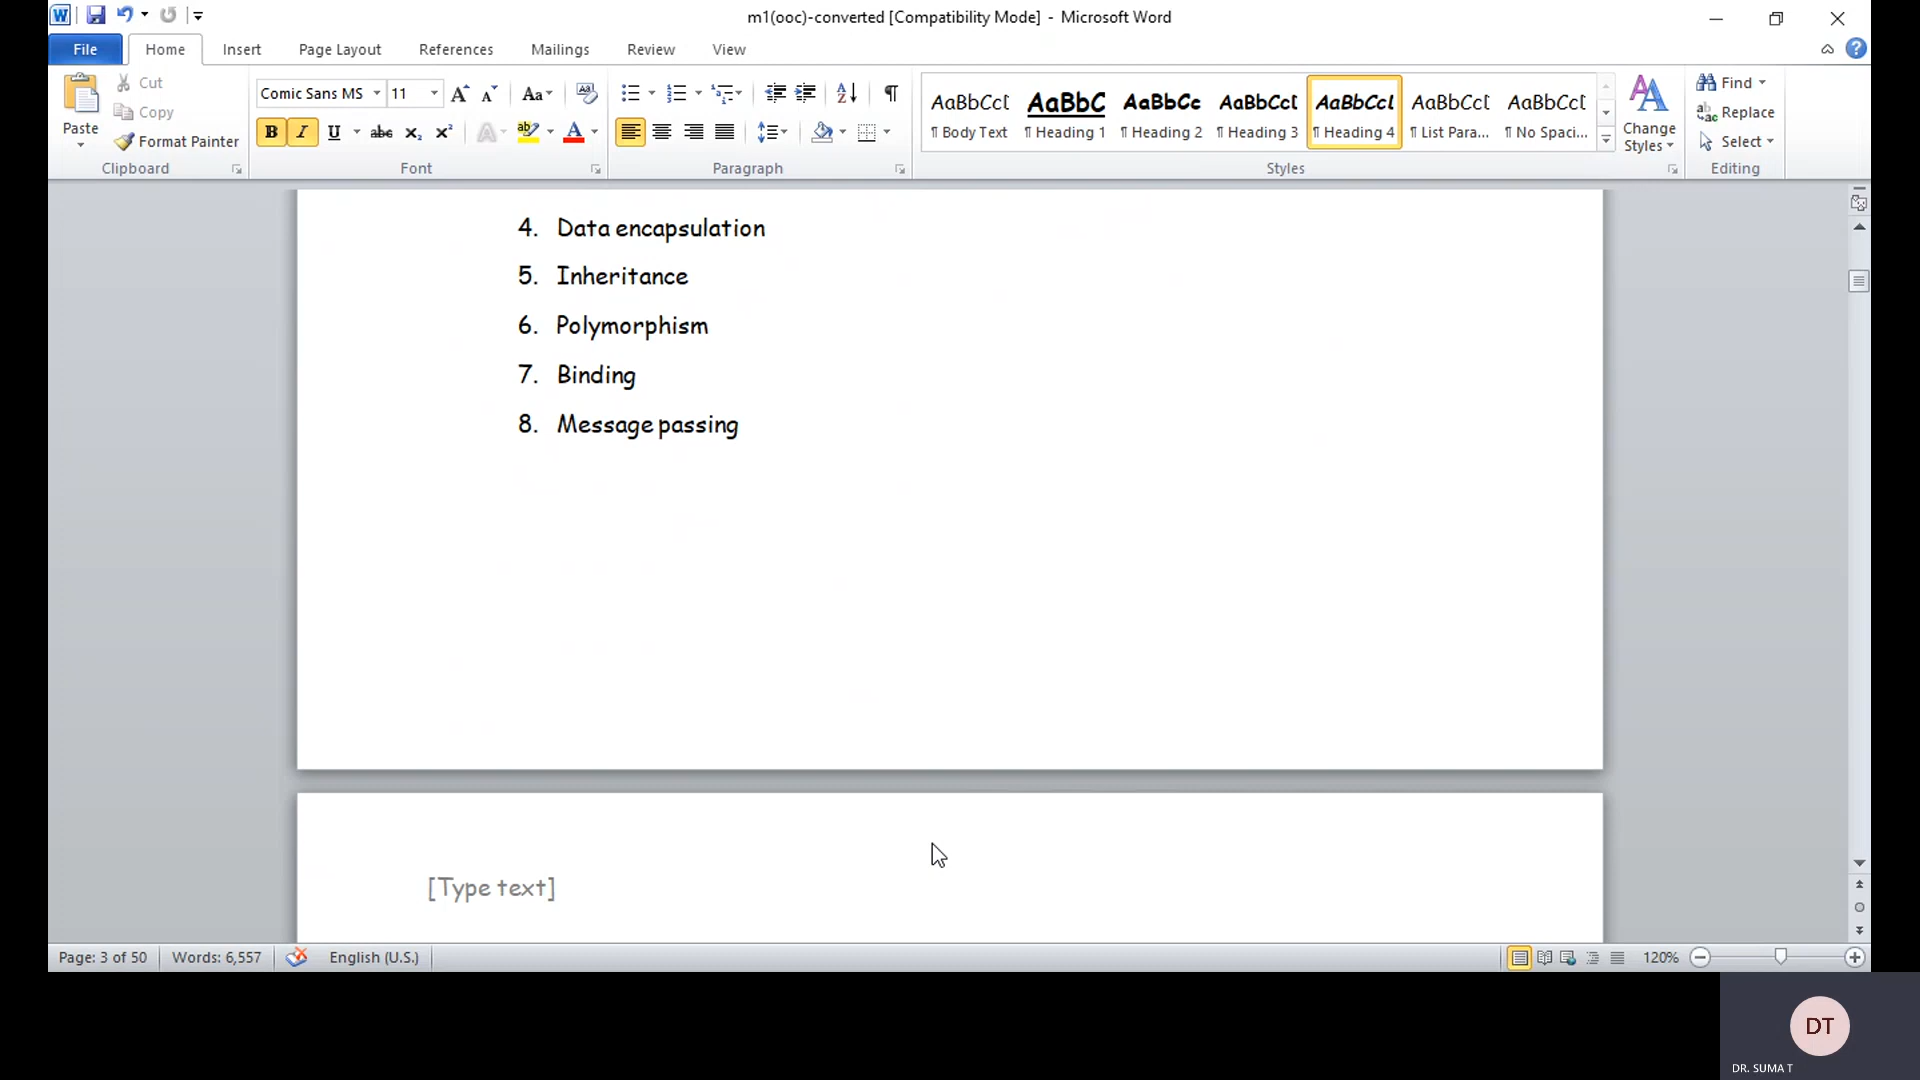 m1(ooc)-converted [Compatibility Mode] - Microsoft Word
File Home Insert Page Layout References Mailings Review View
Paste
Cut
Copy
Format Painter
Clipboard
Comic Sans MS 11
Font
Paragraph
AaBbCcI AaBbC AaBbCc AaBbCcI AaBbCcI AaBbCcI AaBbCcI
¶ Body Text ¶ Heading 1 ¶ Heading 2 ¶ Heading 3 ¶ Heading 4 ¶ List Para... ¶ No Spaci...
Styles
Change Styles
Find
Replace
Select
Editing
4. Data encapsulation
5. Inheritance
6. Polymorphism
7. Binding
8. Message passing
[Type text]
Page: 3 of 50 Words: 6,557 English (U.S.) 120%
DT
DR. SUMA T